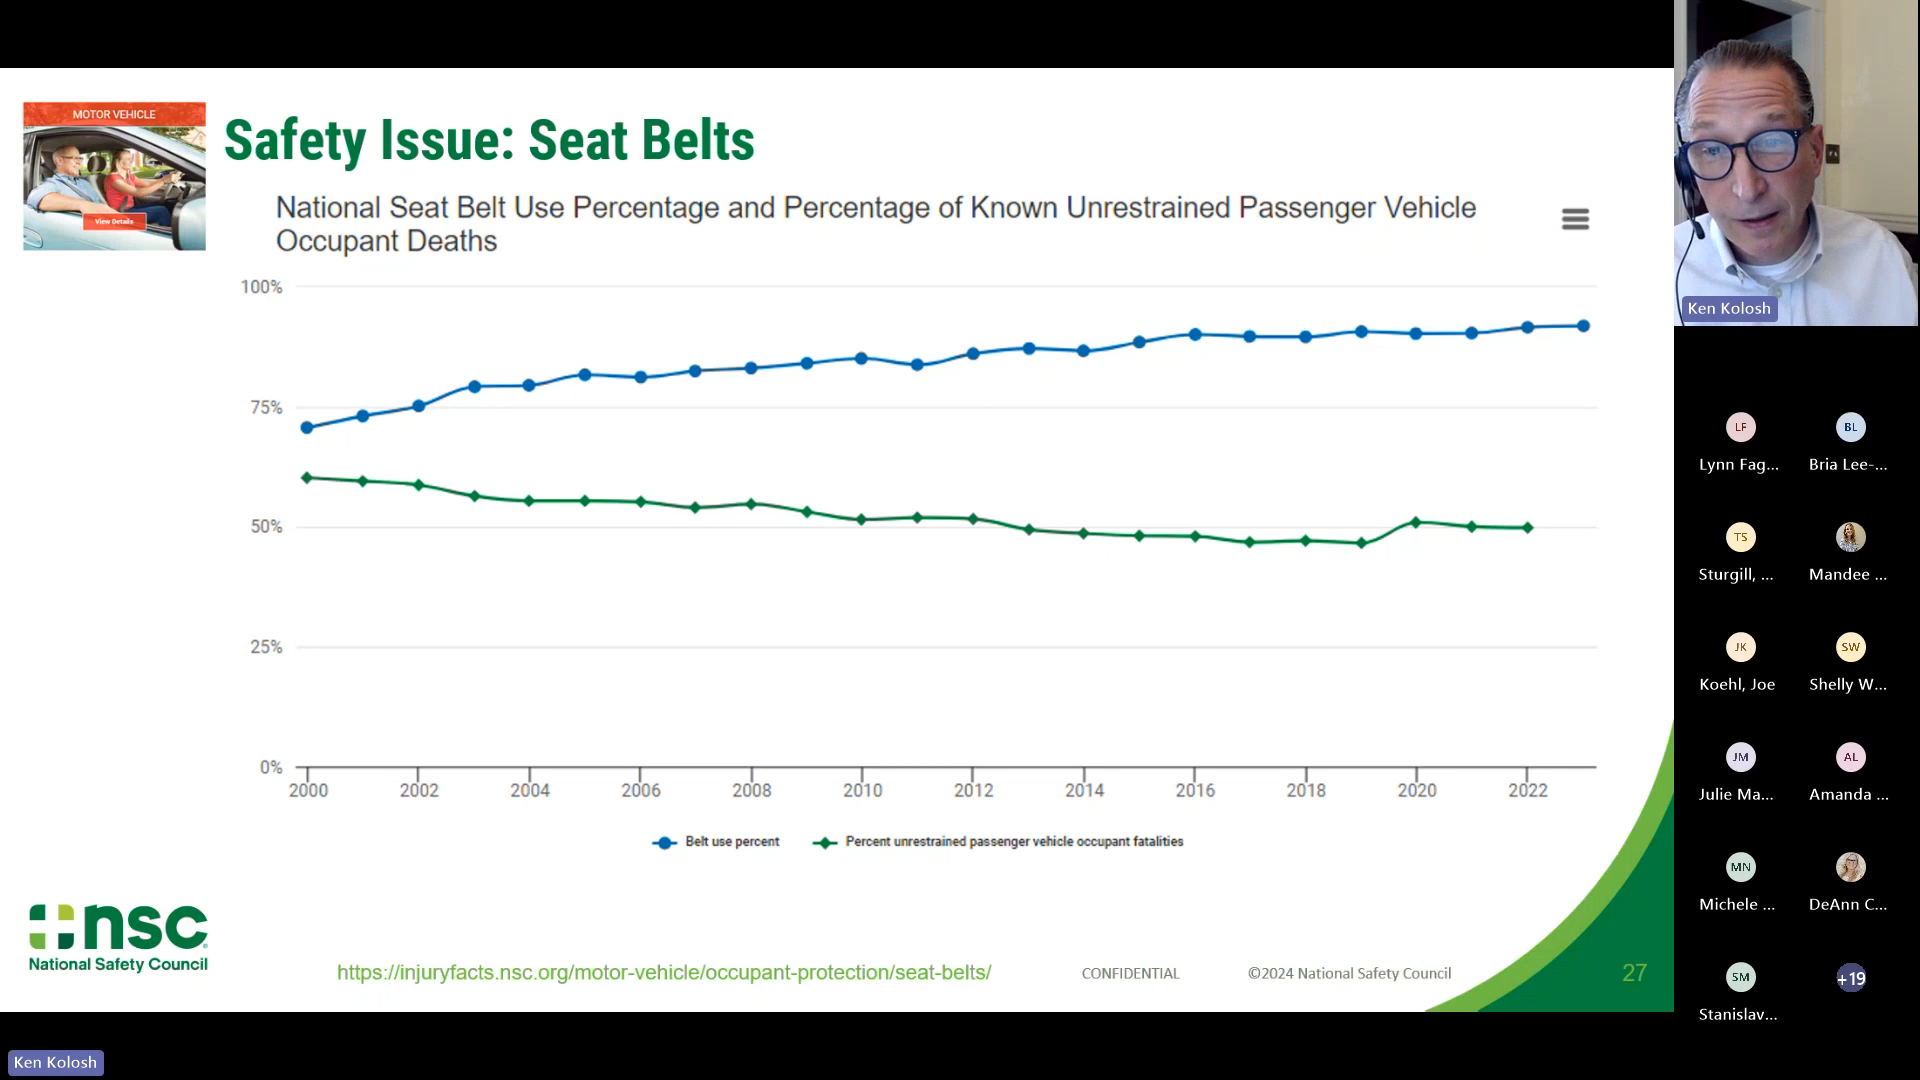 MOTOR VEHICLE
View Details
Safety Issue: Seat Belts
National Seat Belt Use Percentage and Percentage of Known Unrestrained Passenger Vehicle
Occupant Deaths
100%
75%
50%
25%
0%
2000 2002 2004 2006 2008 2010 2012 2014 2016 2018 2020 2022
Belt use percent
Percent unrestrained passenger vehicle occupant fatalities
nsc
National Safety Council
https://injuryfacts.nsc.org/motor-vehicle/occupant-protection/seat-belts/
CONFIDENTIAL
©2024 National Safety Council
27
Ken Kolosh
Ken Kolosh
LF
Lynn Fag...
BL
Bria Lee-...
TS
Sturgill, ...
Mandee ...
JK
Koehl, Joe
SW
Shelly W...
JM
Julie Ma...
AL
Amanda ...
MN
Michele ...
DeAnn C...
SM
Stanislav...
+19